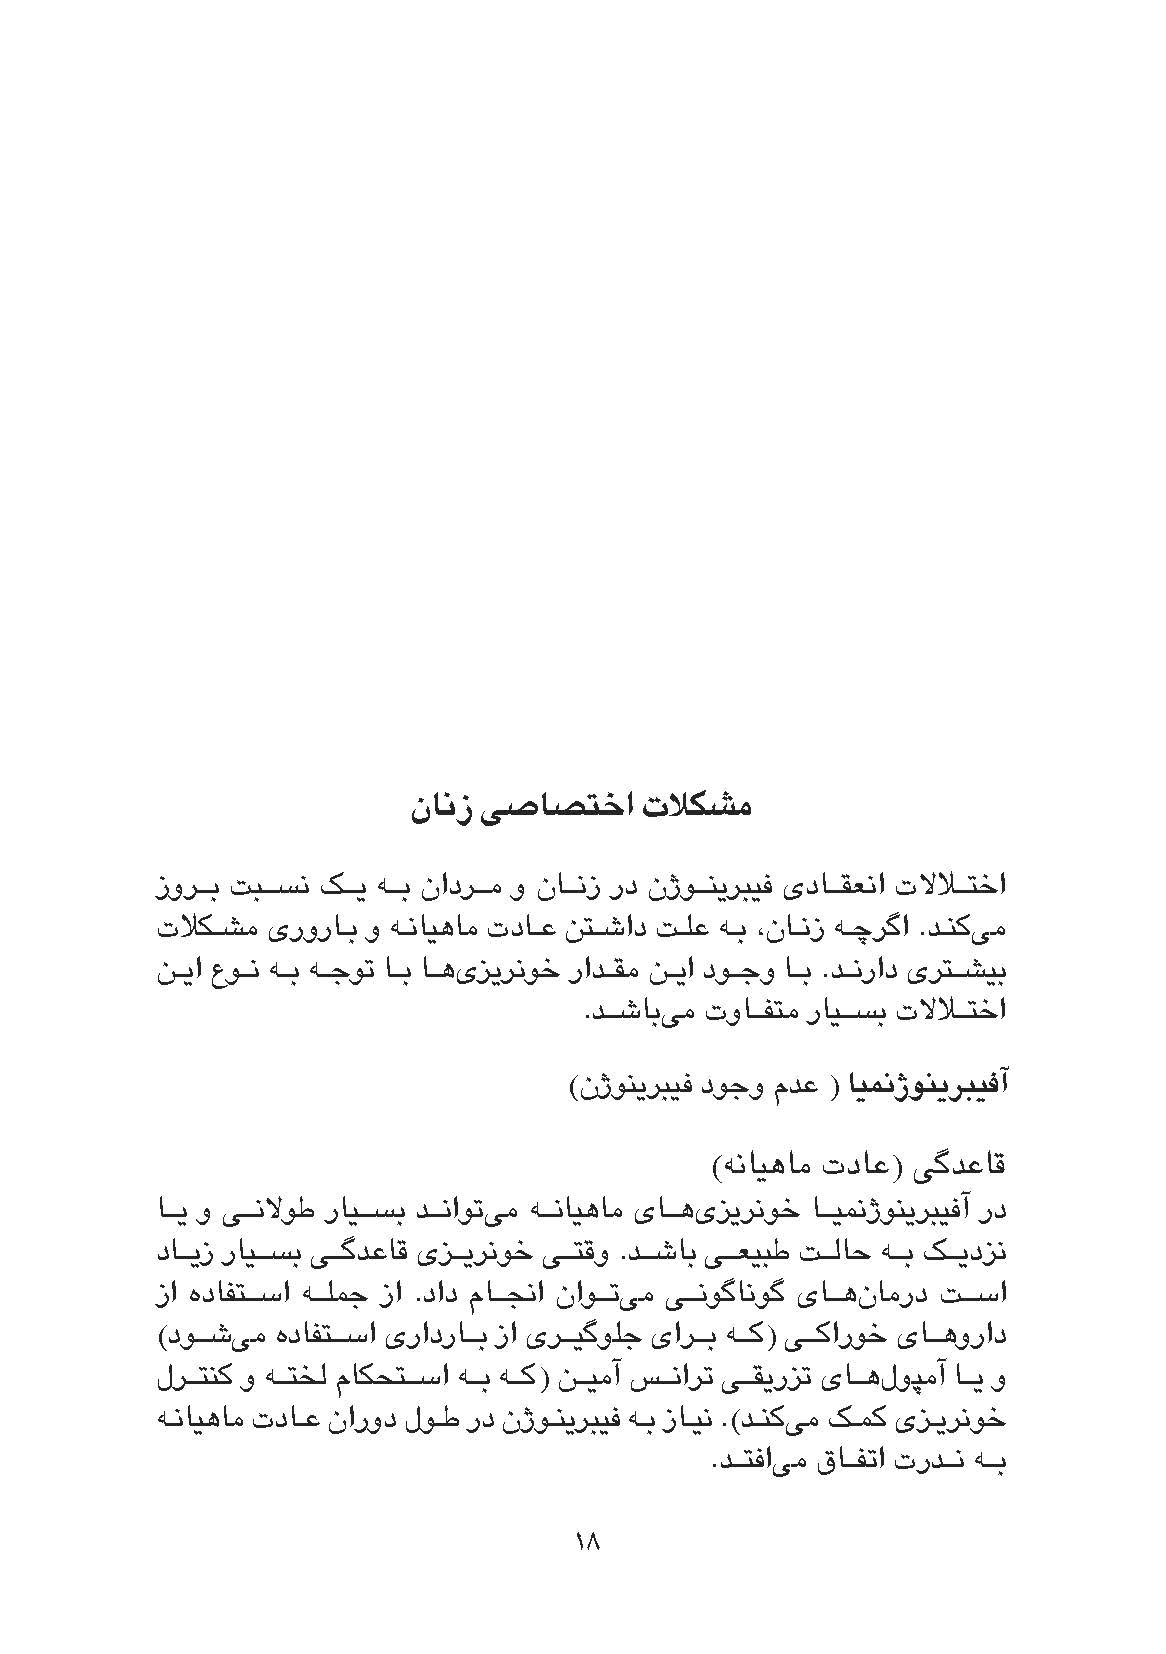 مشکلات اختصاصی زنان
اختلالات انعقادی فیبرینوژن در زنان و مردان به یک نسبت بروز
می‌کند. اگرچه زنان، به علت داشتن عادت ماهیانه و باروری مشکلات
بیشتری دارند. با وجود این مقدار خونریزی‌ها با توجه به نوع این
اختلالات بسیار متفاوت می‌باشد.
آفیبرینوژنمیا ( عدم وجود فیبرینوژن)
قاعدگی (عادت ماهیانه)
در آفیبرینوژنمیا خونریزی‌های ماهیانه می‌تواند بسیار طولانی و یا
نزدیک به حالت طبیعی باشد. وقتی خونریزی قاعدگی بسیار زیاد
است درمان‌های گوناگونی می‌توان انجام داد. از جمله استفاده از
داروهای خوراکی (که برای جلوگیری از بارداری استفاده می‌شود)
و یا آمپول‌های تزریقی ترانس آمین (که به استحکام لخته و کنترل
خونریزی کمک می‌کند). نیاز به فیبرینوژن در طول دوران عادت ماهیانه
به ندرت اتفاق می‌افتد.
۱۸